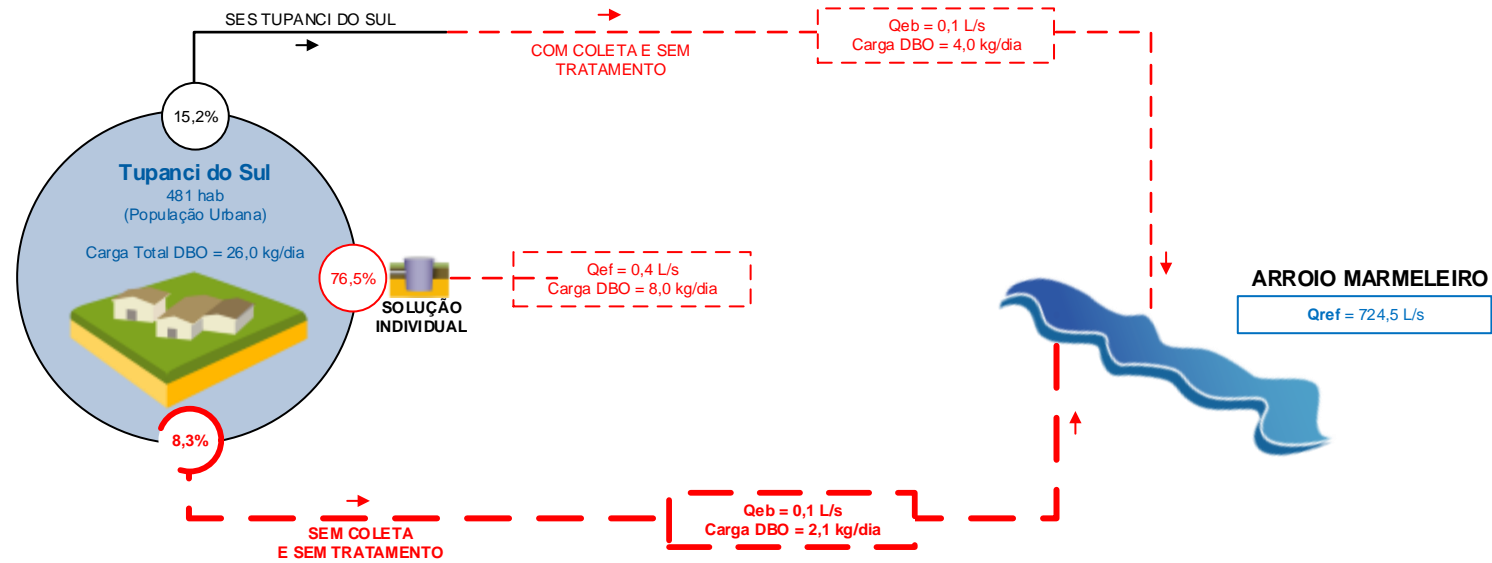 SES TUPANCI DO SUL
COM COLETA E SEM
TRATAMENTO
Qeb = 0,1 L/s
Carga DBO = 4,0 kg/dia
15,2%
Tupanci do Sul
481 hab
(População Urbana)
Carga Total DBO = 26,0 kg/dia
76,5%
SOLUÇÃO
INDIVIDUAL
Qef = 0,4 L/s
Carga DBO = 8,0 kg/dia
ARROIO MARMELEIRO
Qref = 724,5 L/s
8,3%
SEM COLETA
E SEM TRATAMENTO
Qeb = 0,1 L/s
Carga DBO = 2,1 kg/dia